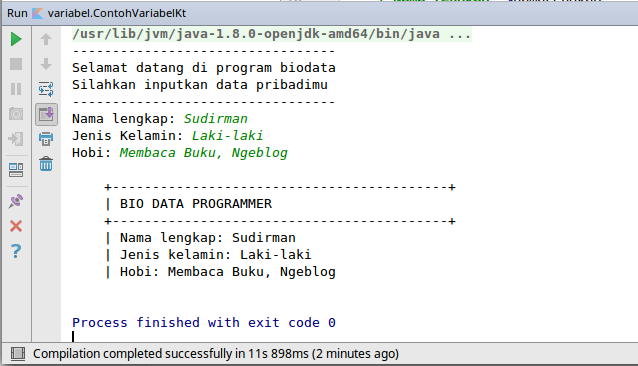 Run variabel.ContohVariabelKt
/usr/lib/jvm/java-1.8.0-openjdk-amd64/bin/java ...
---------------------------------
Selamat datang di program biodata
Silahkan inputkan data pribadimu
---------------------------------
Nama lengkap: Sudirman
Jenis Kelamin: Laki-laki
Hobi: Membaca Buku, Ngeblog
+------------------------------------------+
| BIO DATA PROGRAMMER
+------------------------------------------+
| Nama lengkap: Sudirman
| Jenis kelamin: Laki-laki
| Hobi: Membaca Buku, Ngeblog
Process finished with exit code 0
Compilation completed successfully in 11s 898ms (2 minutes ago)